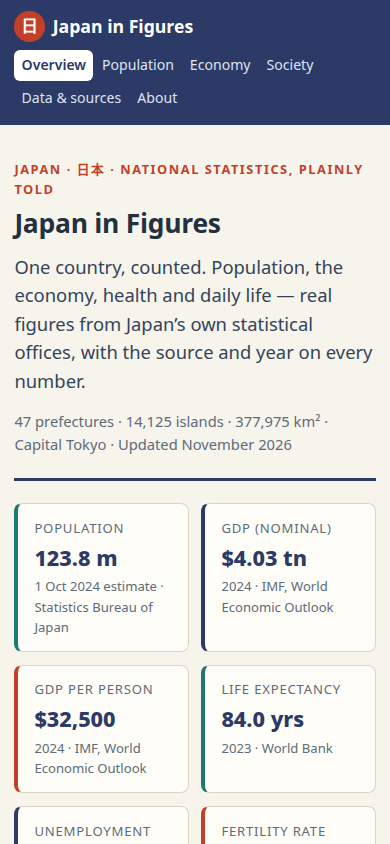 日 Japan in Figures
Overview Population Economy Society
Data & sources About
JAPAN · 日本 · NATIONAL STATISTICS, PLAINLY
TOLD
Japan in Figures
One country, counted. Population, the
economy, health and daily life — real
figures from Japan’s own statistical
offices, with the source and year on every
number.
47 prefectures · 14,125 islands · 377,975 km² ·
Capital Tokyo · Updated November 2026
POPULATION
123.8 m
1 Oct 2024 estimate ·
Statistics Bureau of
Japan
GDP (NOMINAL)
$4.03 tn
2024 · IMF, World
Economic Outlook
GDP PER PERSON
$32,500
2024 · IMF, World
Economic Outlook
LIFE EXPECTANCY
84.0 yrs
2023 · World Bank
UNEMPLOYMENT
FERTILITY RATE